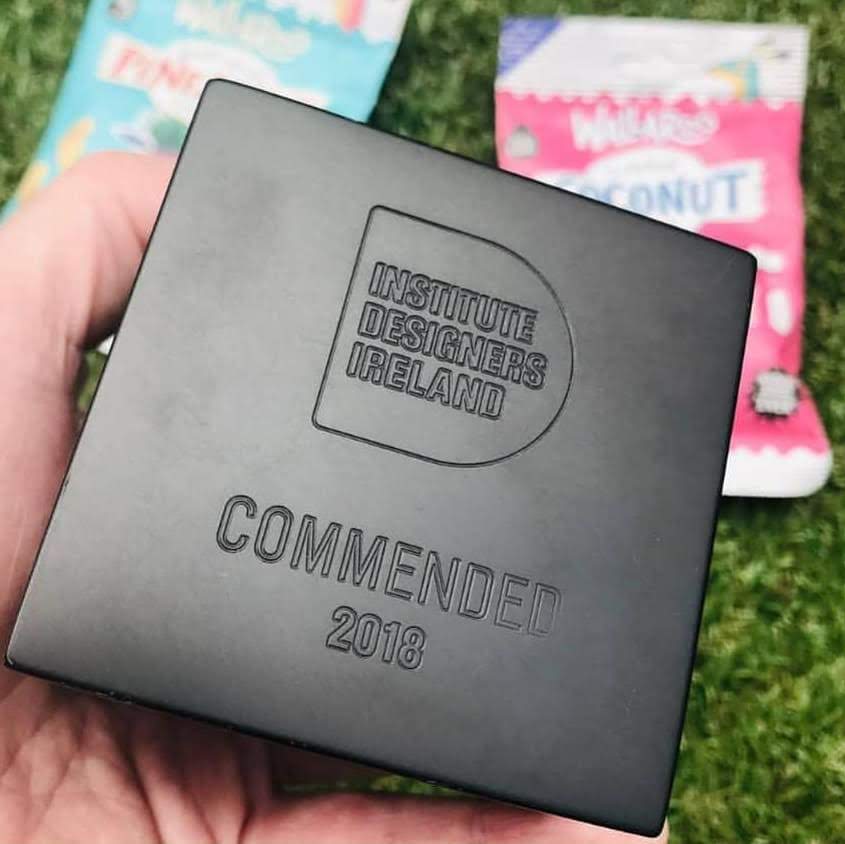 INSTITUTE
DESIGNERS
IRELAND
COMMENDED
2018
WALLAROO
COCONUT